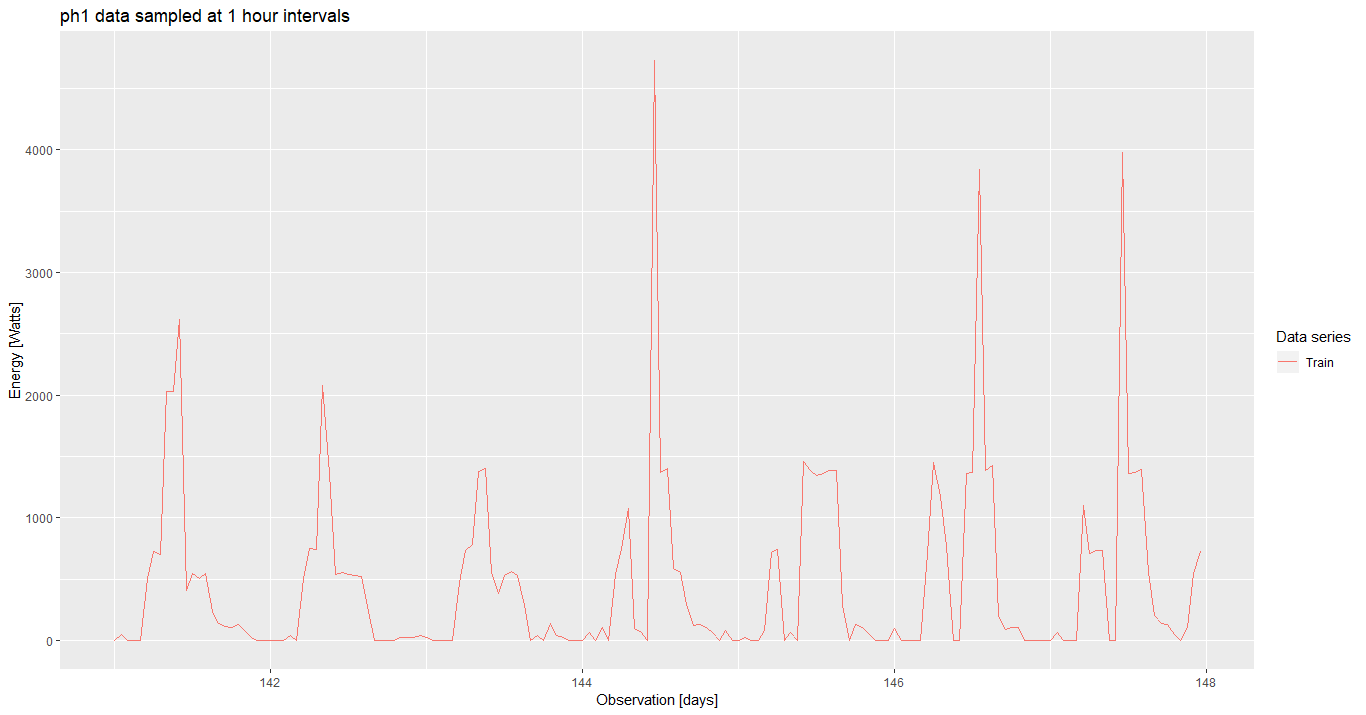 ph1 data sampled at 1 hour intervals
Energy [Watts]
4000
3000
2000
1000
0
142
144
146
148
Observation [days]
Data series
Train